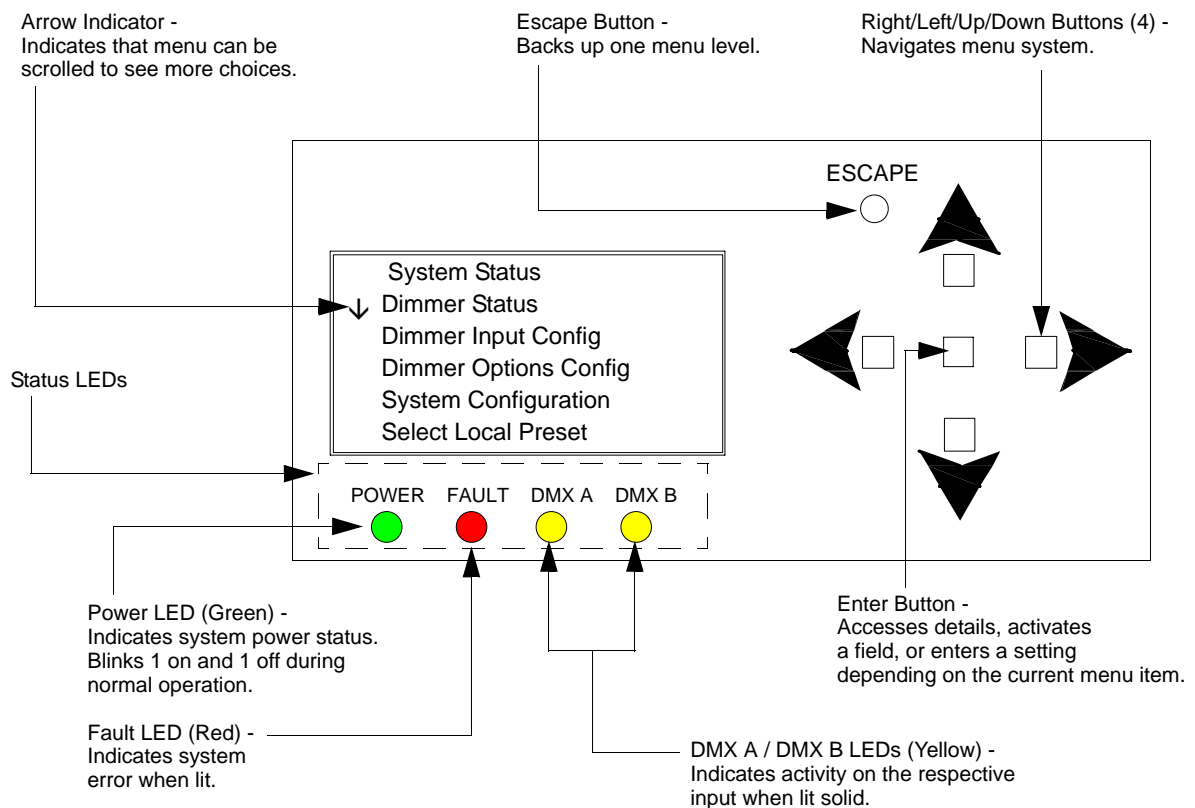 Arrow Indicator -
Indicates that menu can be
scrolled to see more choices.
Escape Button -
Backs up one menu level.
Right/Left/Up/Down Buttons (4) -
Navigates menu system.
ESCAPE
System Status
Dimmer Status
Dimmer Input Config
Dimmer Options Config
System Configuration
Select Local Preset
Status LEDs
POWER FAULT DMX A DMX B
Power LED (Green) -
Indicates system power status.
Blinks 1 on and 1 off during
normal operation.
Enter Button -
Accesses details, activates
a field, or enters a setting
depending on the current menu item.
Fault LED (Red) -
Indicates system
error when lit.
DMX A / DMX B LEDs (Yellow) -
Indicates activity on the respective
input when lit solid.